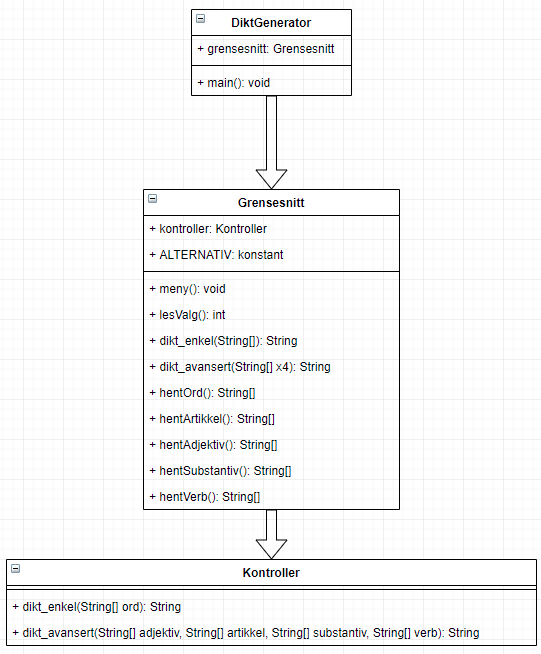 DiktGenerator
+ grensesnitt: Grensesnitt
+ main(): void
Grensesnitt
+ kontroller: Kontroller
+ ALTERNATIV: konstant
+ meny(): void
+ lesValg(): int
+ dikt_enkel(String[]): String
+ dikt_avansert(String[] x4): String
+ hentOrd(): String[]
+ hentArtikkel(): String[]
+ hentAdjektiv(): String[]
+ hentSubstantiv(): String[]
+ hentVerb(): String[]
Kontroller
+ dikt_enkel(String[] ord): String
+ dikt_avansert(String[] adjektiv, String[] artikkel, String[] substantiv, String[] verb): String